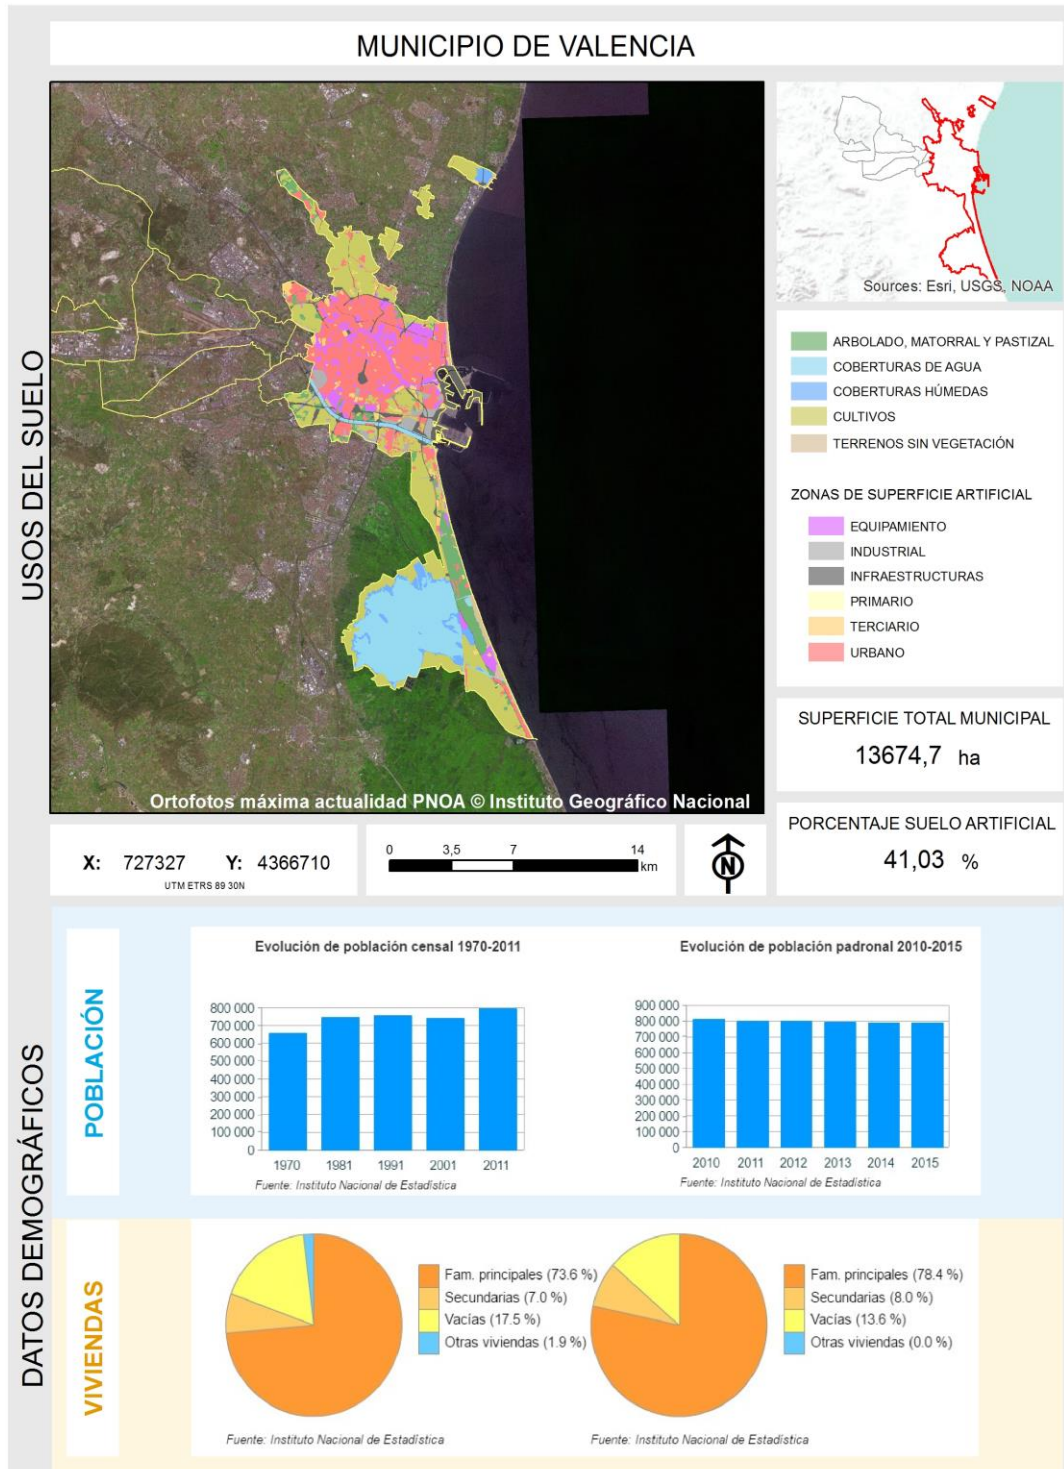 MUNICIPIO DE VALENCIA
USOS DEL SUELO
Ortofotos máxima actualidad PNOA © Instituto Geográfico Nacional
Sources: Esri, USGS, NOAA
ARBOLADO, MATORRAL Y PASTIZAL
COBERTURAS DE AGUA
COBERTURAS HÚMEDAS
CULTIVOS
TERRENOS SIN VEGETACIÓN
ZONAS DE SUPERFICIE ARTIFICIAL
EQUIPAMIENTO
INDUSTRIAL
INFRAESTRUCTURAS
PRIMARIO
TERCIARIO
URBANO
SUPERFICIE TOTAL MUNICIPAL
13674,7 ha
PORCENTAJE SUELO ARTIFICIAL
41,03 %
X: 727327 Y: 4366710
UTM ETRS 89 30N
0 3,5 7 14
km
N
DATOS DEMOGRÁFICOS
POBLACIÓN
Evolución de población censal 1970-2011
800 000
700 000
600 000
500 000
400 000
300 000
200 000
100 000
0
1970 1981 1991 2001 2011
Fuente: Instituto Nacional de Estadística
Evolución de población padronal 2010-2015
900 000
800 000
700 000
600 000
500 000
400 000
300 000
200 000
100 000
0
2010 2011 2012 2013 2014 2015
Fuente: Instituto Nacional de Estadística
VIVIENDAS
Fam. principales (73.6 %)
Secundarias (7.0 %)
Vacías (17.5 %)
Otras viviendas (1.9 %)
Fuente: Instituto Nacional de Estadística
Fam. principales (78.4 %)
Secundarias (8.0 %)
Vacías (13.6 %)
Otras viviendas (0.0 %)
Fuente: Instituto Nacional de Estadística